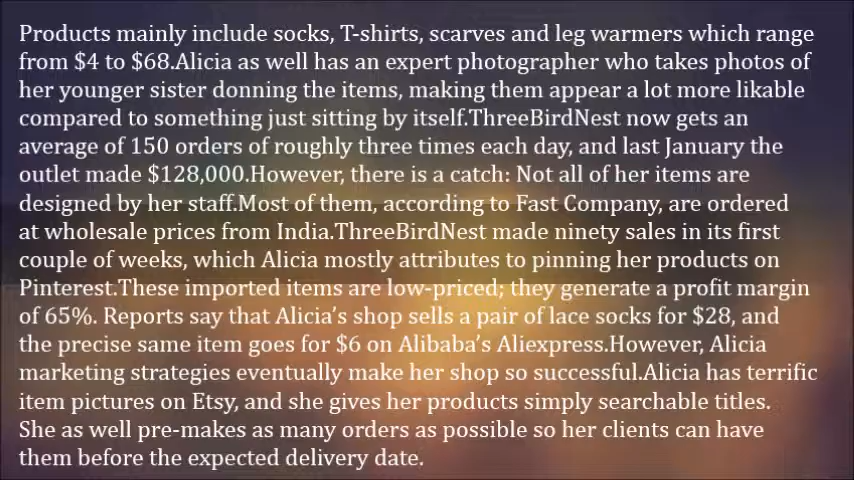 Products mainly include socks, T-shirts, scarves and leg warmers which range
from $4 to $68.Alicia as well has an expert photographer who takes photos of
her younger sister donning the items, making them appear a lot more likable
compared to something just sitting by itself.ThreeBirdNest now gets an
average of 150 orders of roughly three times each day, and last January the
outlet made $128,000.However, there is a catch: Not all of her items are
designed by her staff.Most of them, according to Fast Company, are ordered
at wholesale prices from India.ThreeBirdNest made ninety sales in its first
couple of weeks, which Alicia mostly attributes to pinning her products on
Pinterest.These imported items are low-priced; they generate a profit margin
of 65%. Reports say that Alicia’s shop sells a pair of lace socks for $28, and
the precise same item goes for $6 on Alibaba’s Aliexpress.However, Alicia
marketing strategies eventually make her shop so successful.Alicia has terrific
item pictures on Etsy, and she gives her products simply searchable titles.
She as well pre-makes as many orders as possible so her clients can have
them before the expected delivery date.